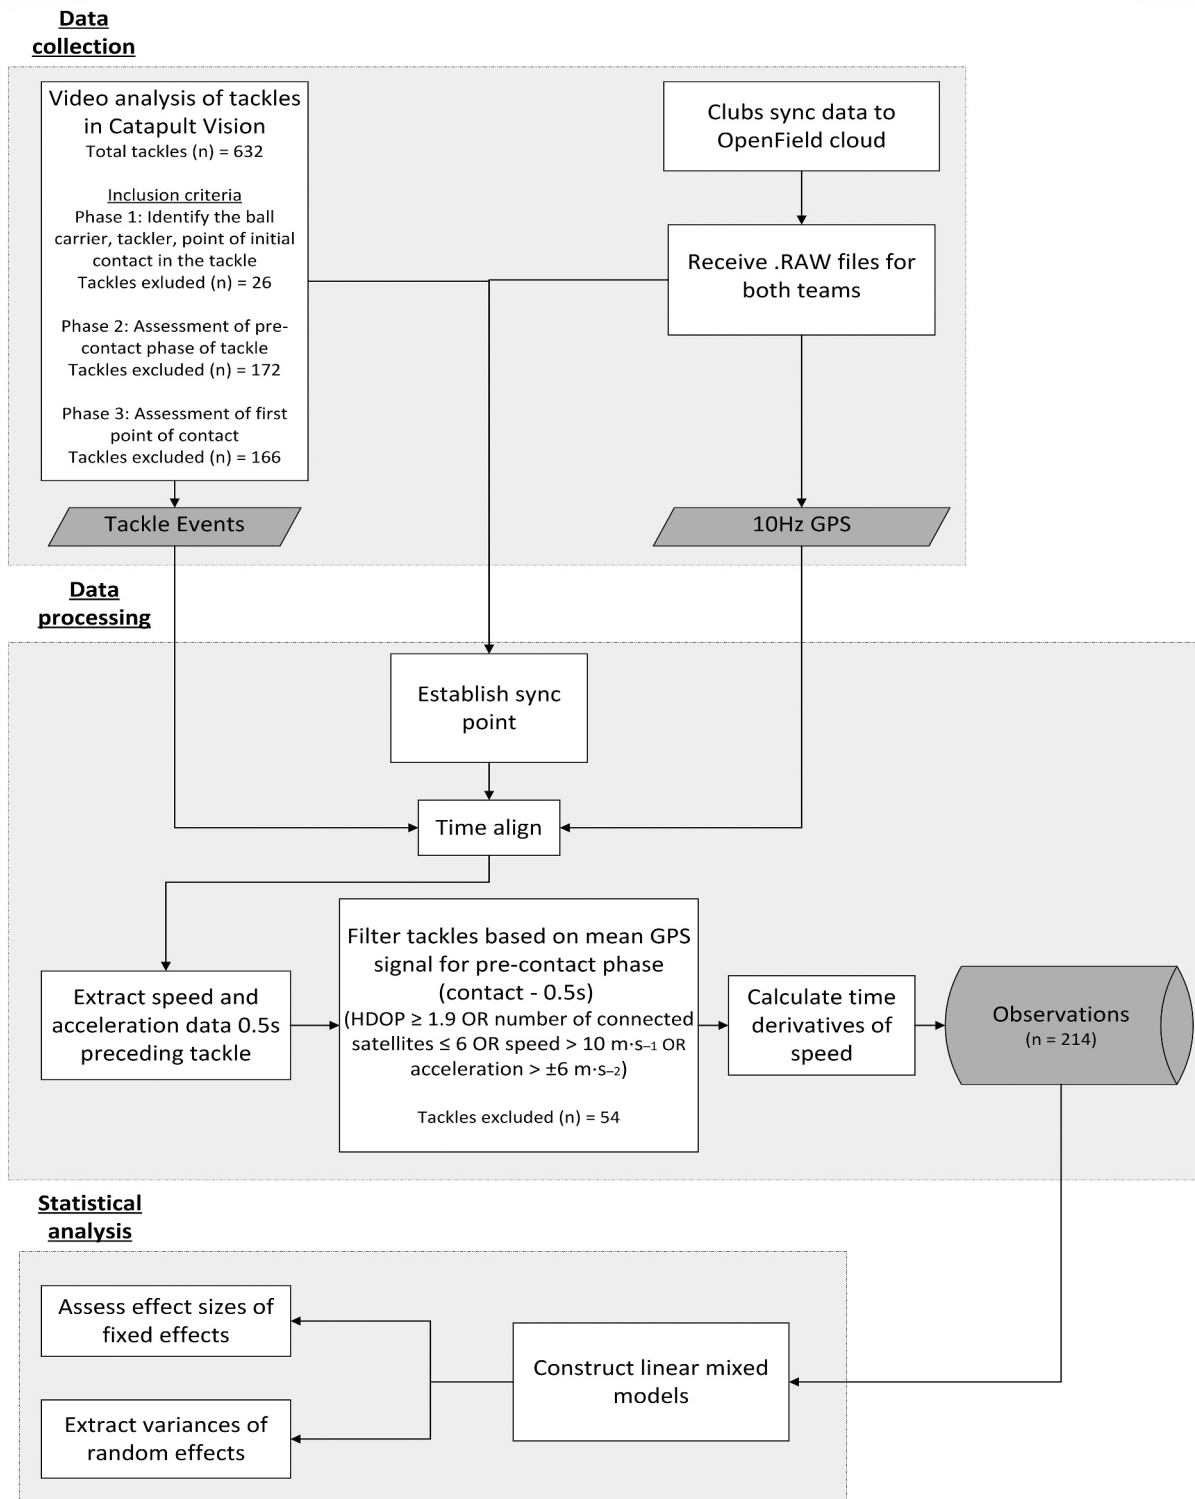 Data
collection
Video analysis of tackles
in Catapult Vision
Total tackles (n) = 632
Inclusion criteria
Phase 1: Identify the ball
carrier, tackler, point of initial
contact in the tackle
Tackles exluded (n) = 26
Phase 2: Assessment of pre-
contact phase of tackle
Tackles excluded (n) = 172
Phase 3: Assessment of first
point of contact
Tackles excluded (n) = 166
Clubs sync data to
OpenField cloud
Receive .RAW files for
both teams
Tackle Events
10Hz GPS
Data
processing
Establish sync
point
Time align
Extract speed and
acceleration data 0.5s
preceding tackle
Filter tackles based on mean GPS
signal for pre-contact phase
(contact - 0.5s)
(HDOP ≥ 1.9 OR number of connected
satellites ≤ 6 OR speed > 10 m·s–1 OR
acceleration > ±6 m·s–2)
Tackles excluded (n) = 54
Calculate time
derivatives of
speed
Observations
(n = 214)
Statistical
analysis
Assess effect sizes of
fixed effects
Extract variances of
random effects
Construct linear mixed
models